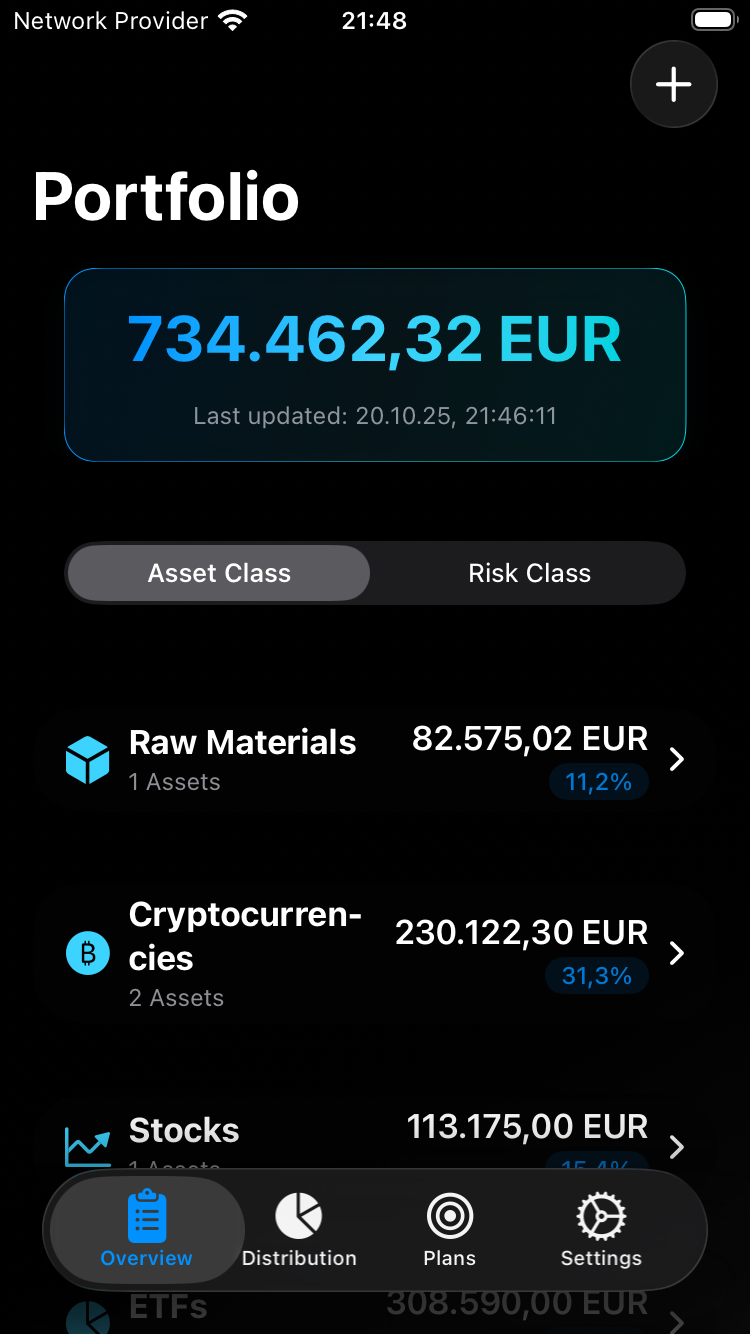 Network Provider 21:48
Portfolio
734.462,32 EUR
Last updated: 20.10.25, 21:46:11
Asset Class Risk Class
Raw Materials 82.575,02 EUR
1 Assets 11,2%
Cryptocurren-
cies 230.122,30 EUR
2 Assets 31,3%
Stocks 113.175,00 EUR
1 Assets 15,4%
Overview Distribution Plans Settings
ETFs 308.590,00 EUR